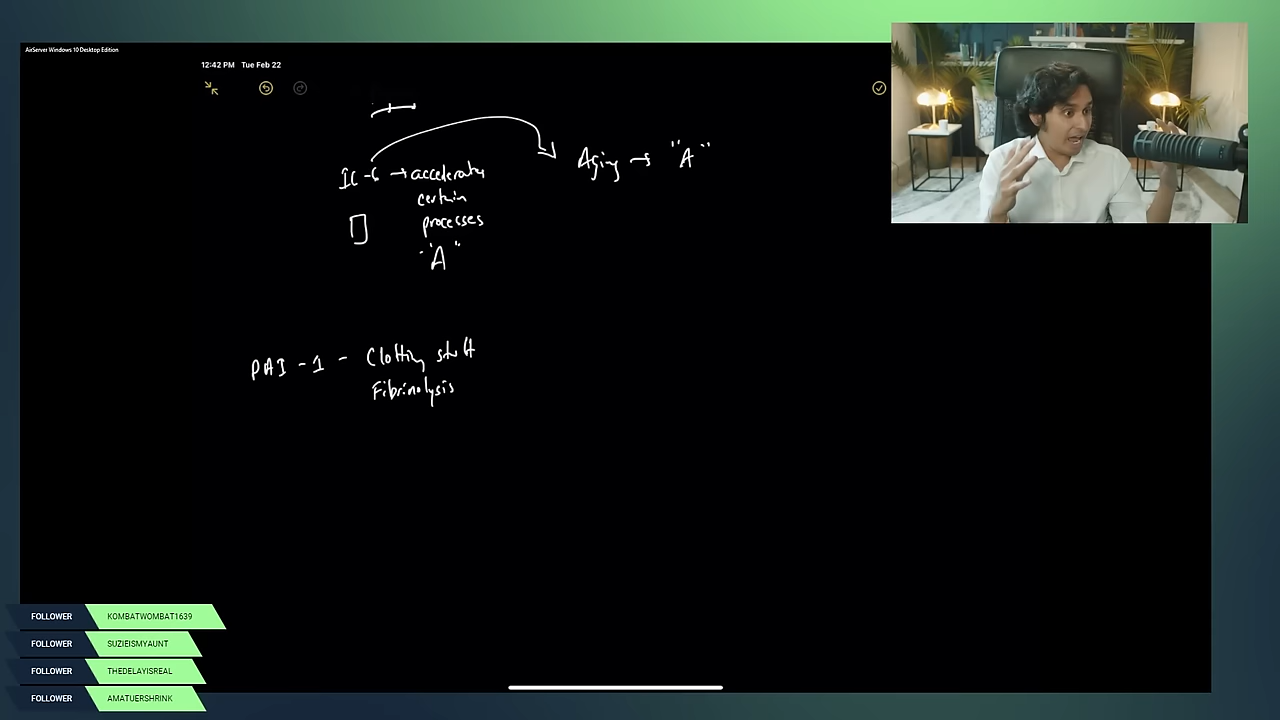 AirServer Windows 10 Desktop Edition
12:42 PM Tue Feb 22
Aging → "A"
IL-6 → accelerates
certain
processes
"A"
PAI-1 - Clotting stuff
Fibrinolysis
FOLLOWER KOMBATWOMBAT1639
FOLLOWER SUZIEISMYAUNT
FOLLOWER THEDELAYISREAL
FOLLOWER AMATUERSHRINK